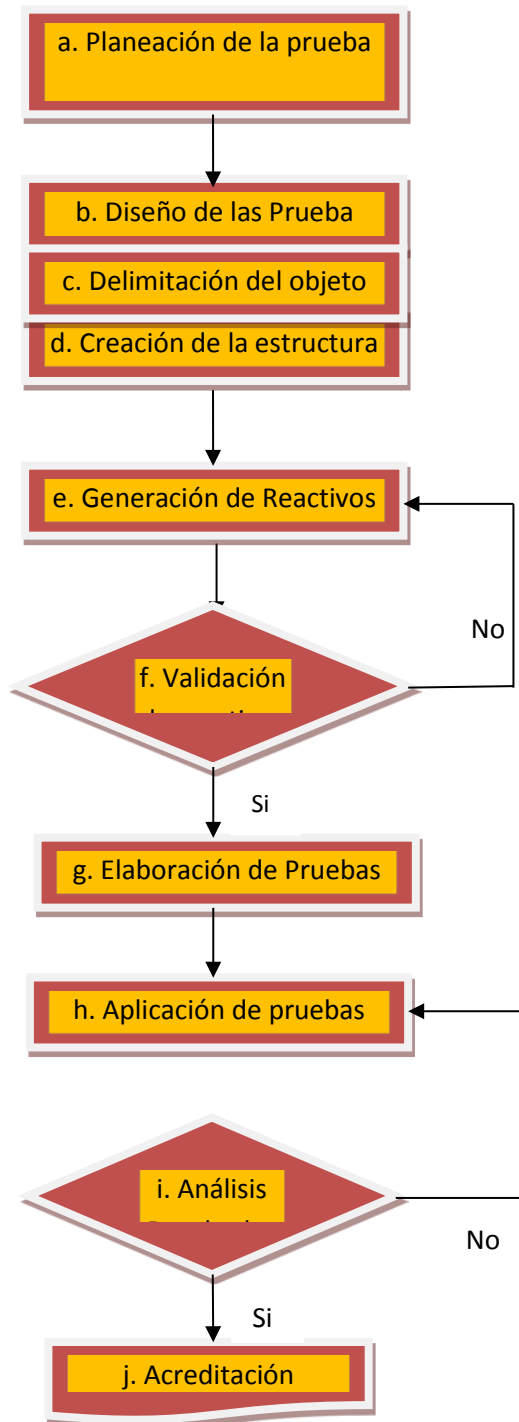 a. Planeación de la prueba
b. Diseño de las Prueba
c. Delimitación del objeto
d. Creación de la estructura
e. Generación de Reactivos
No
f. Validación
Si
g. Elaboración de Pruebas
h. Aplicación de pruebas
i. Análisis
No
Si
j. Acreditación